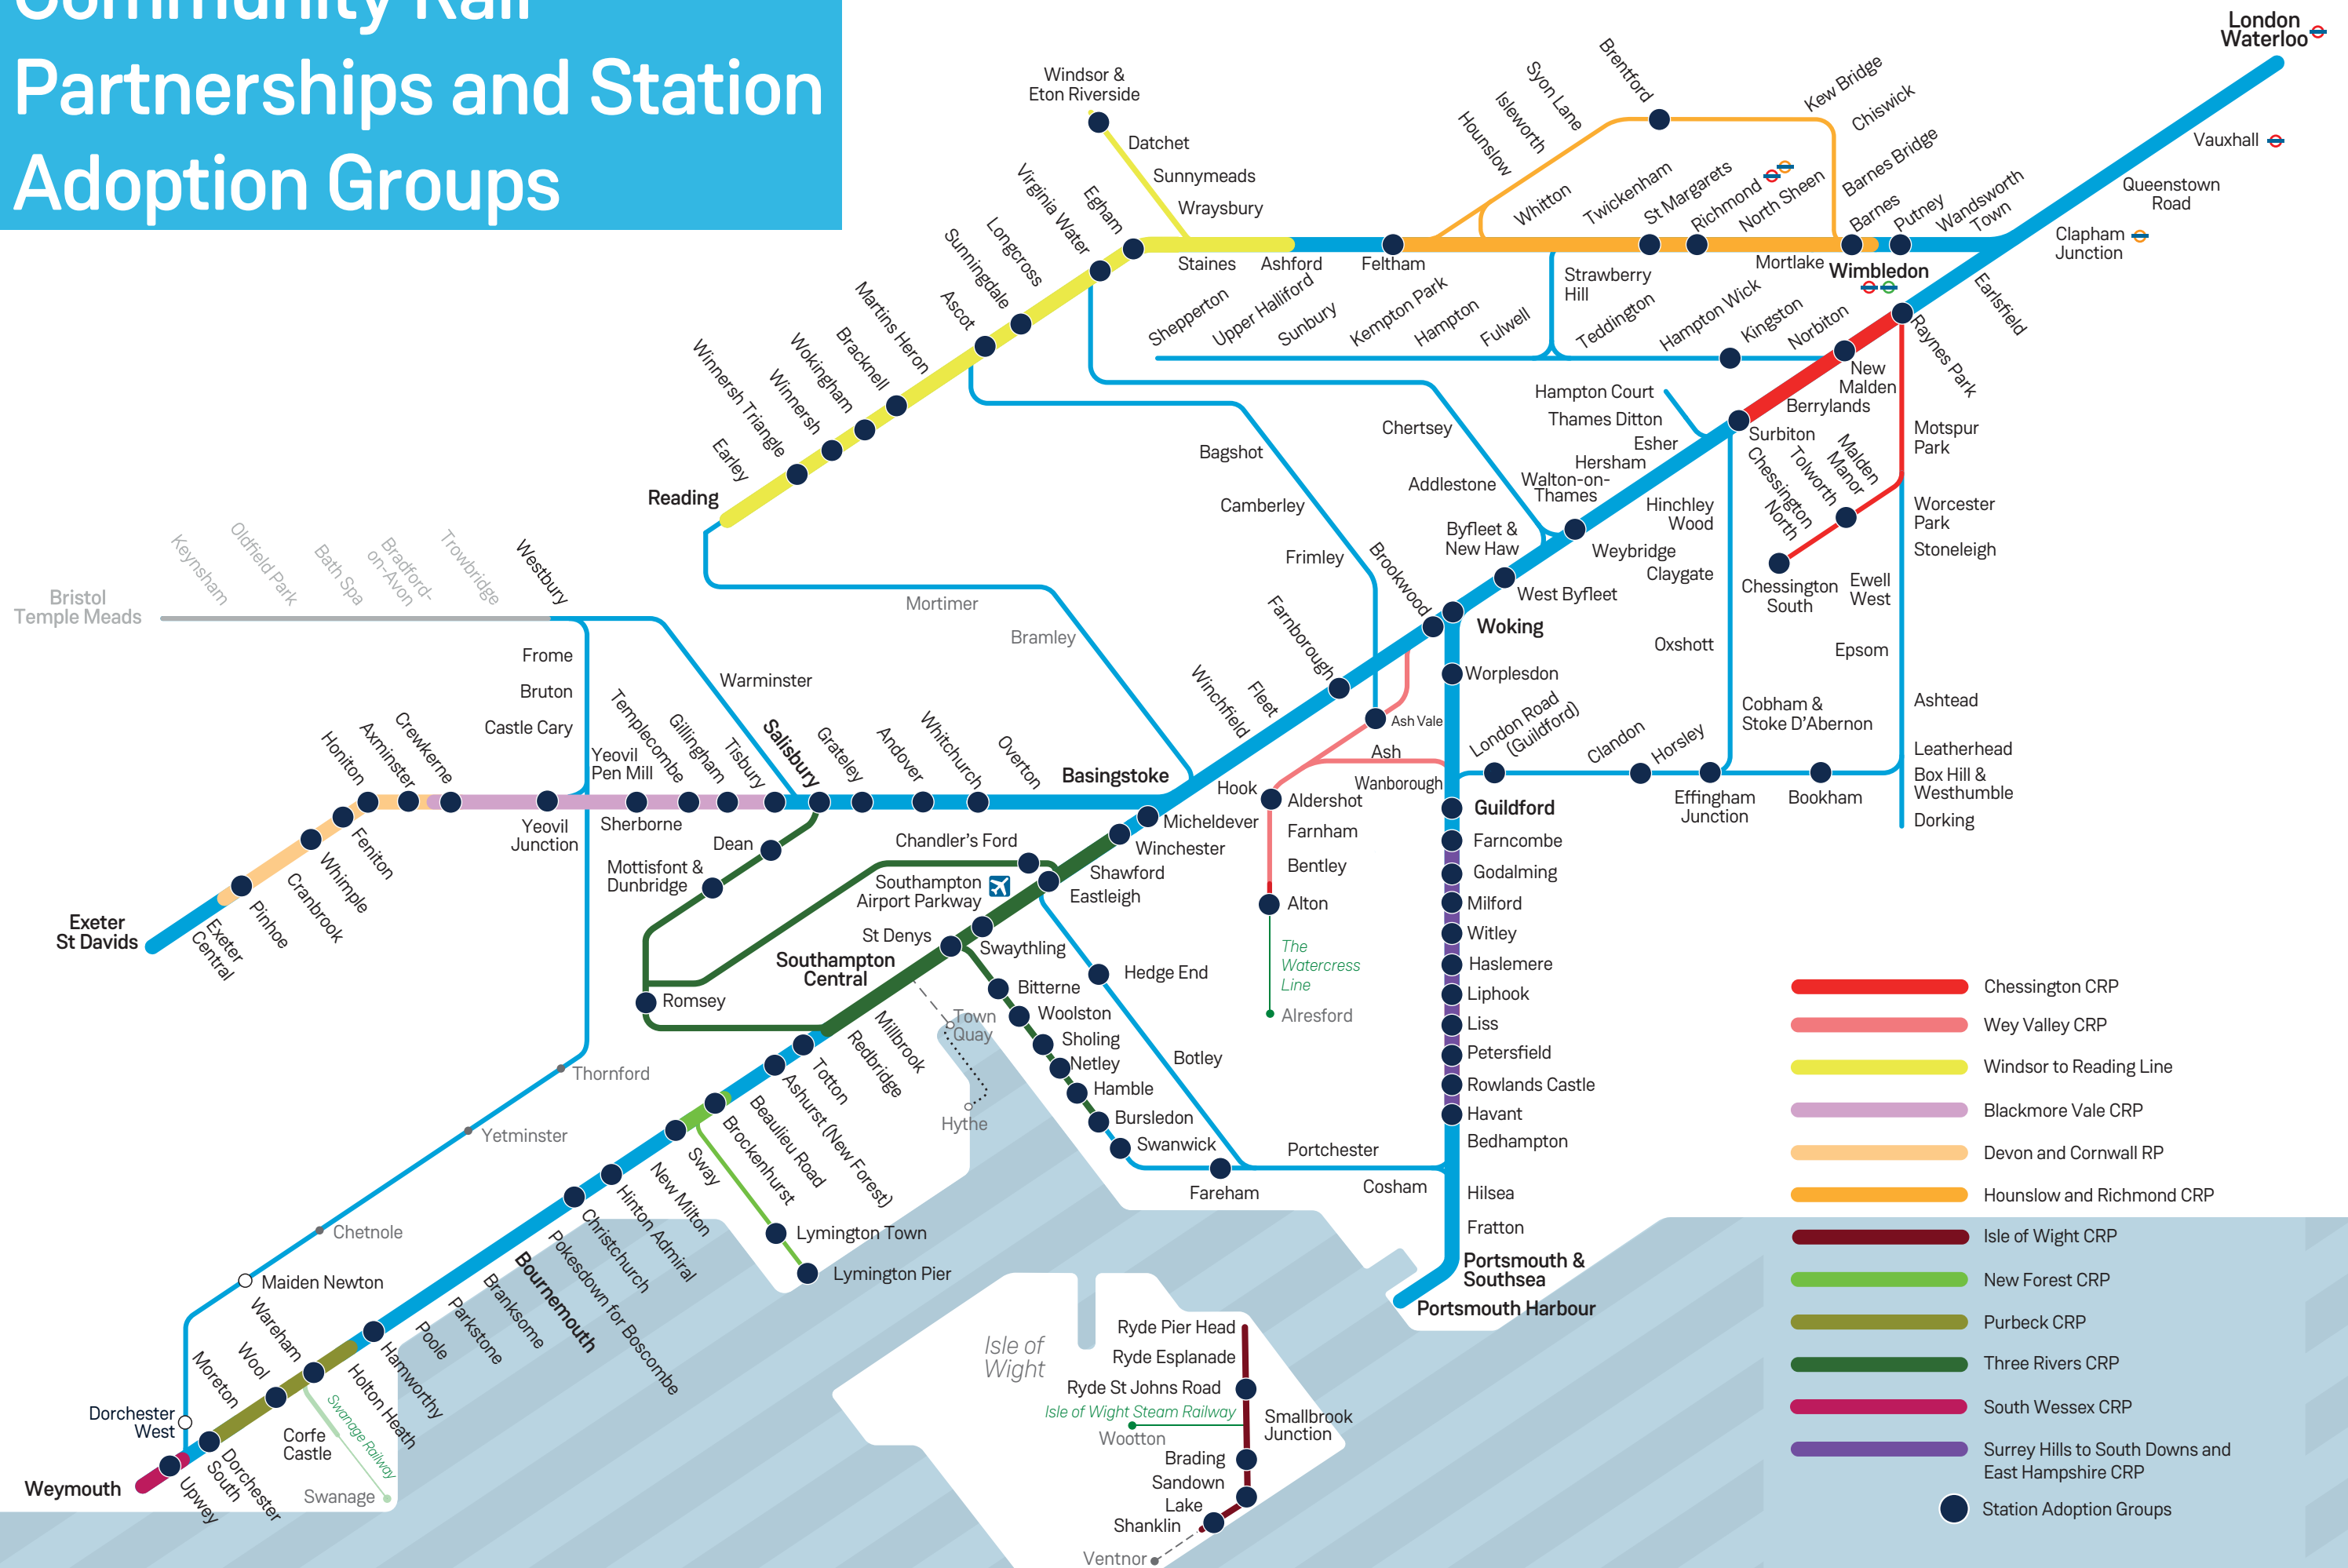 Community Rail
Partnerships and Station
Adoption Groups
London
Waterloo
Vauxhall
Queenstown
Road
Clapham
Junction
Windsor &
Eton Riverside
Datchet
Sunnymeads
Wraysbury
Hounslow
Isleworth
Syon Lane
Brentford
Kew Bridge
Chiswick
Barnes Bridge
Whitton
Twickenham
St Margarets
Richmond
North Sheen
Barnes
Putney
Wandsworth
Town
Virginia Water
Egham
Staines
Ashford
Feltham
Mortlake
Wimbledon
Strawberry
Hill
Earlsfield
Longcross
Sunningdale
Ascot
Martins Heron
Bracknell
Wokingham
Winnersh
Winnersh Triangle
Earley
Reading
Shepperton
Upper Halliford
Sunbury
Kempton Park
Hampton
Fulwell
Teddington
Hampton Wick
Kingston
Norbiton
Raynes Park
New
Malden
Berrylands
Surbiton
Hampton Court
Thames Ditton
Esher
Hersham
Walton-on-
Thames
Motspur
Park
Malden
Manor
Tolworth
Chessington
North
Chessington
South
Worcester
Park
Stoneleigh
Ewell
West
Epsom
Ashtead
Leatherhead
Box Hill &
Westhumble
Dorking
Hinchley
Wood
Claygate
Oxshott
Cobham &
Stoke D'Abernon
Chertsey
Addlestone
Byfleet &
New Haw
Weybridge
West Byfleet
Bagshot
Camberley
Frimley
Brookwood
Woking
Farnborough
Fleet
Winchfield
Hook
Basingstoke
Mortimer
Bramley
Worplesdon
London Road
(Guildford)
Clandon
Horsley
Effingham
Junction
Bookham
Ash Vale
Ash
Wanborough
Aldershot
Farnham
Bentley
Alton
The
Watercress
Line
Alresford
Guildford
Farncombe
Godalming
Milford
Witley
Haslemere
Liphook
Liss
Petersfield
Rowlands Castle
Havant
Bedhampton
Hilsea
Fratton
Portsmouth &
Southsea
Portsmouth Harbour
Bristol
Temple Meads
Keynsham
Oldfield Park
Bath Spa
Bradford-
on-Avon
Trowbridge
Westbury
Frome
Bruton
Castle Cary
Warminster
Yeovil
Pen Mill
Exeter
St Davids
Exeter
Central
Pinhoe
Cranbrook
Whimple
Feniton
Honiton
Axminster
Crewkerne
Yeovil
Junction
Sherborne
Templecombe
Gillingham
Tisbury
Salisbury
Grateley
Andover
Whitchurch
Overton
Dean
Mottisfont &
Dunbridge
Romsey
Chandler's Ford
Southampton
Airport Parkway
Micheldever
Winchester
Shawford
Eastleigh
St Denys
Swaythling
Southampton
Central
Millbrook
Redbridge
Totton
Ashurst (New Forest)
Beaulieu Road
Brockenhurst
Sway
New Milton
Hinton Admiral
Christchurch
Pokesdown for Boscombe
Bournemouth
Branksome
Parkstone
Poole
Hamworthy
Holton Heath
Wareham
Wool
Moreton
Dorchester
South
Upwey
Weymouth
Dorchester
West
Maiden Newton
Chetnole
Yetminster
Thornford
Corfe
Castle
Swanage Railway
Swanage
Lymington Town
Lymington Pier
Town
Quay
Hythe
Bitterne
Woolston
Sholing
Netley
Hamble
Bursledon
Swanwick
Fareham
Hedge End
Botley
Portchester
Cosham
Isle of
Wight
Ryde Pier Head
Ryde Esplanade
Ryde St Johns Road
Isle of Wight Steam Railway
Wootton
Smallbrook
Junction
Brading
Sandown
Lake
Shanklin
Ventnor
Chessington CRP
Wey Valley CRP
Windsor to Reading Line
Blackmore Vale CRP
Devon and Cornwall RP
Hounslow and Richmond CRP
Isle of Wight CRP
New Forest CRP
Purbeck CRP
Three Rivers CRP
South Wessex CRP
Surrey Hills to South Downs and
East Hampshire CRP
Station Adoption Groups